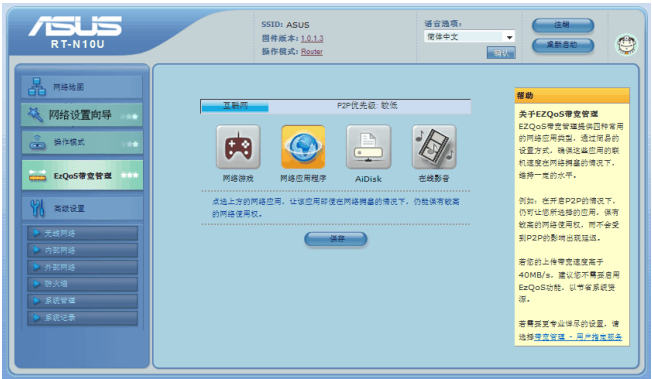 ASUS
RT-N10U
SSID: ASUS
固件版本: 1.0.1.3
操作模式: Router
语言选项:
简体中文
确认
注销
重新启动
网络地图
网络设置向导
操作模式
EzQoS带宽管理
高级设置
无线网络
内部网络
外部网络
防火墙
系统管理
系统记录
互联网
P2P优先级: 较低
网络游戏
网络应用程序
AiDisk
在线影音
点选上方的网络应用，让该应用即便在网络拥塞的情况下，仍能保有较高
的网络使用权。
保存
帮助
关于EZQoS带宽管理
EZQoS带宽管理提供四种常用
的网络应用类型，通过简易的
设置方式，确保这些应用的联
机速度在网络拥塞的情况下，
维持一定的水平。
例如：在开启P2P的情况下，
仍可让您所选择的应用，保有
较高的网络使用权，而不会受
到P2P的影响出现延迟。
若您的上传带宽速度高于
40MB/s，建议您不需要启用
EzQoS功能，以节省系统资
源。
若需要更专业详尽的设置，请
选择带宽管理 - 用户指定服务